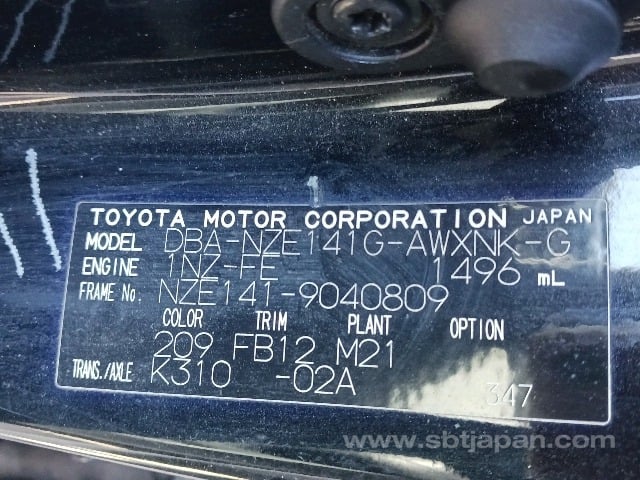 TOYOTA MOTOR CORPORATION JAPAN
MODEL DBA-NZE141G-AWXNK-G
ENGINE 1NZ-FE 1496 mL
FRAME No. NZE141-9040809
COLOR TRIM PLANT OPTION
209 FB12 M21
TRANS./AXLE K310 -02A
347
www.sbtjapan.com